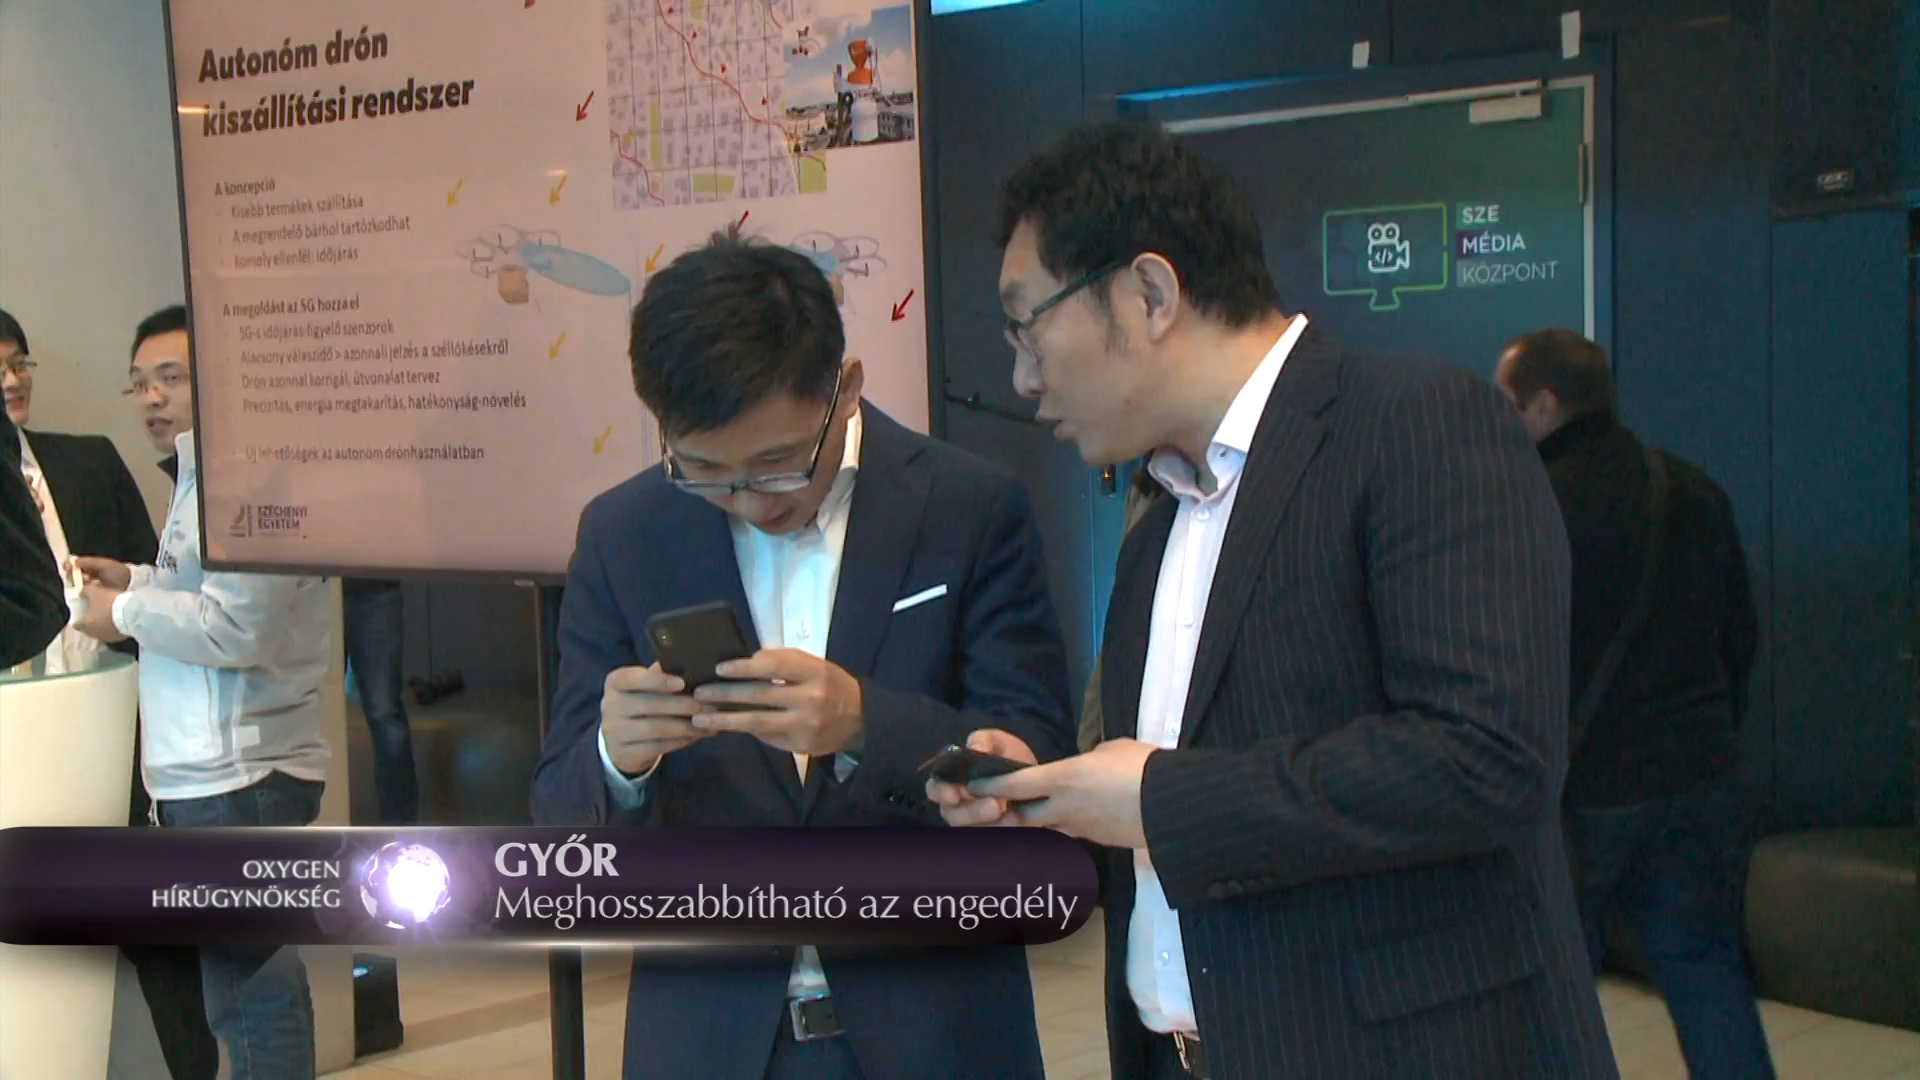 Autonóm drón
kiszállítási rendszer
A koncepció
Kisebb termékek szállítása
A megrendelő bárhol tartózkodhat
Komoly ellenfél: időjárás
A megoldást az 5G hozza el
5G-s időjárás figyelő szenzorok
Alacsony válaszidő > azonnali jelzés a széllökésekről
Drón azonnal korrigál, útvonalat tervez
Precizitás, energia megtakarítás, hatékonyság-növelés
Új lehetőségek az autonóm drónhasználatban
SZÉCHENYI
EGYETEM
SZE
MÉDIA
KÖZPONT
OXYGEN
HÍRÜGYNÖKSÉG
GYŐR
Meghosszabbítható az engedély